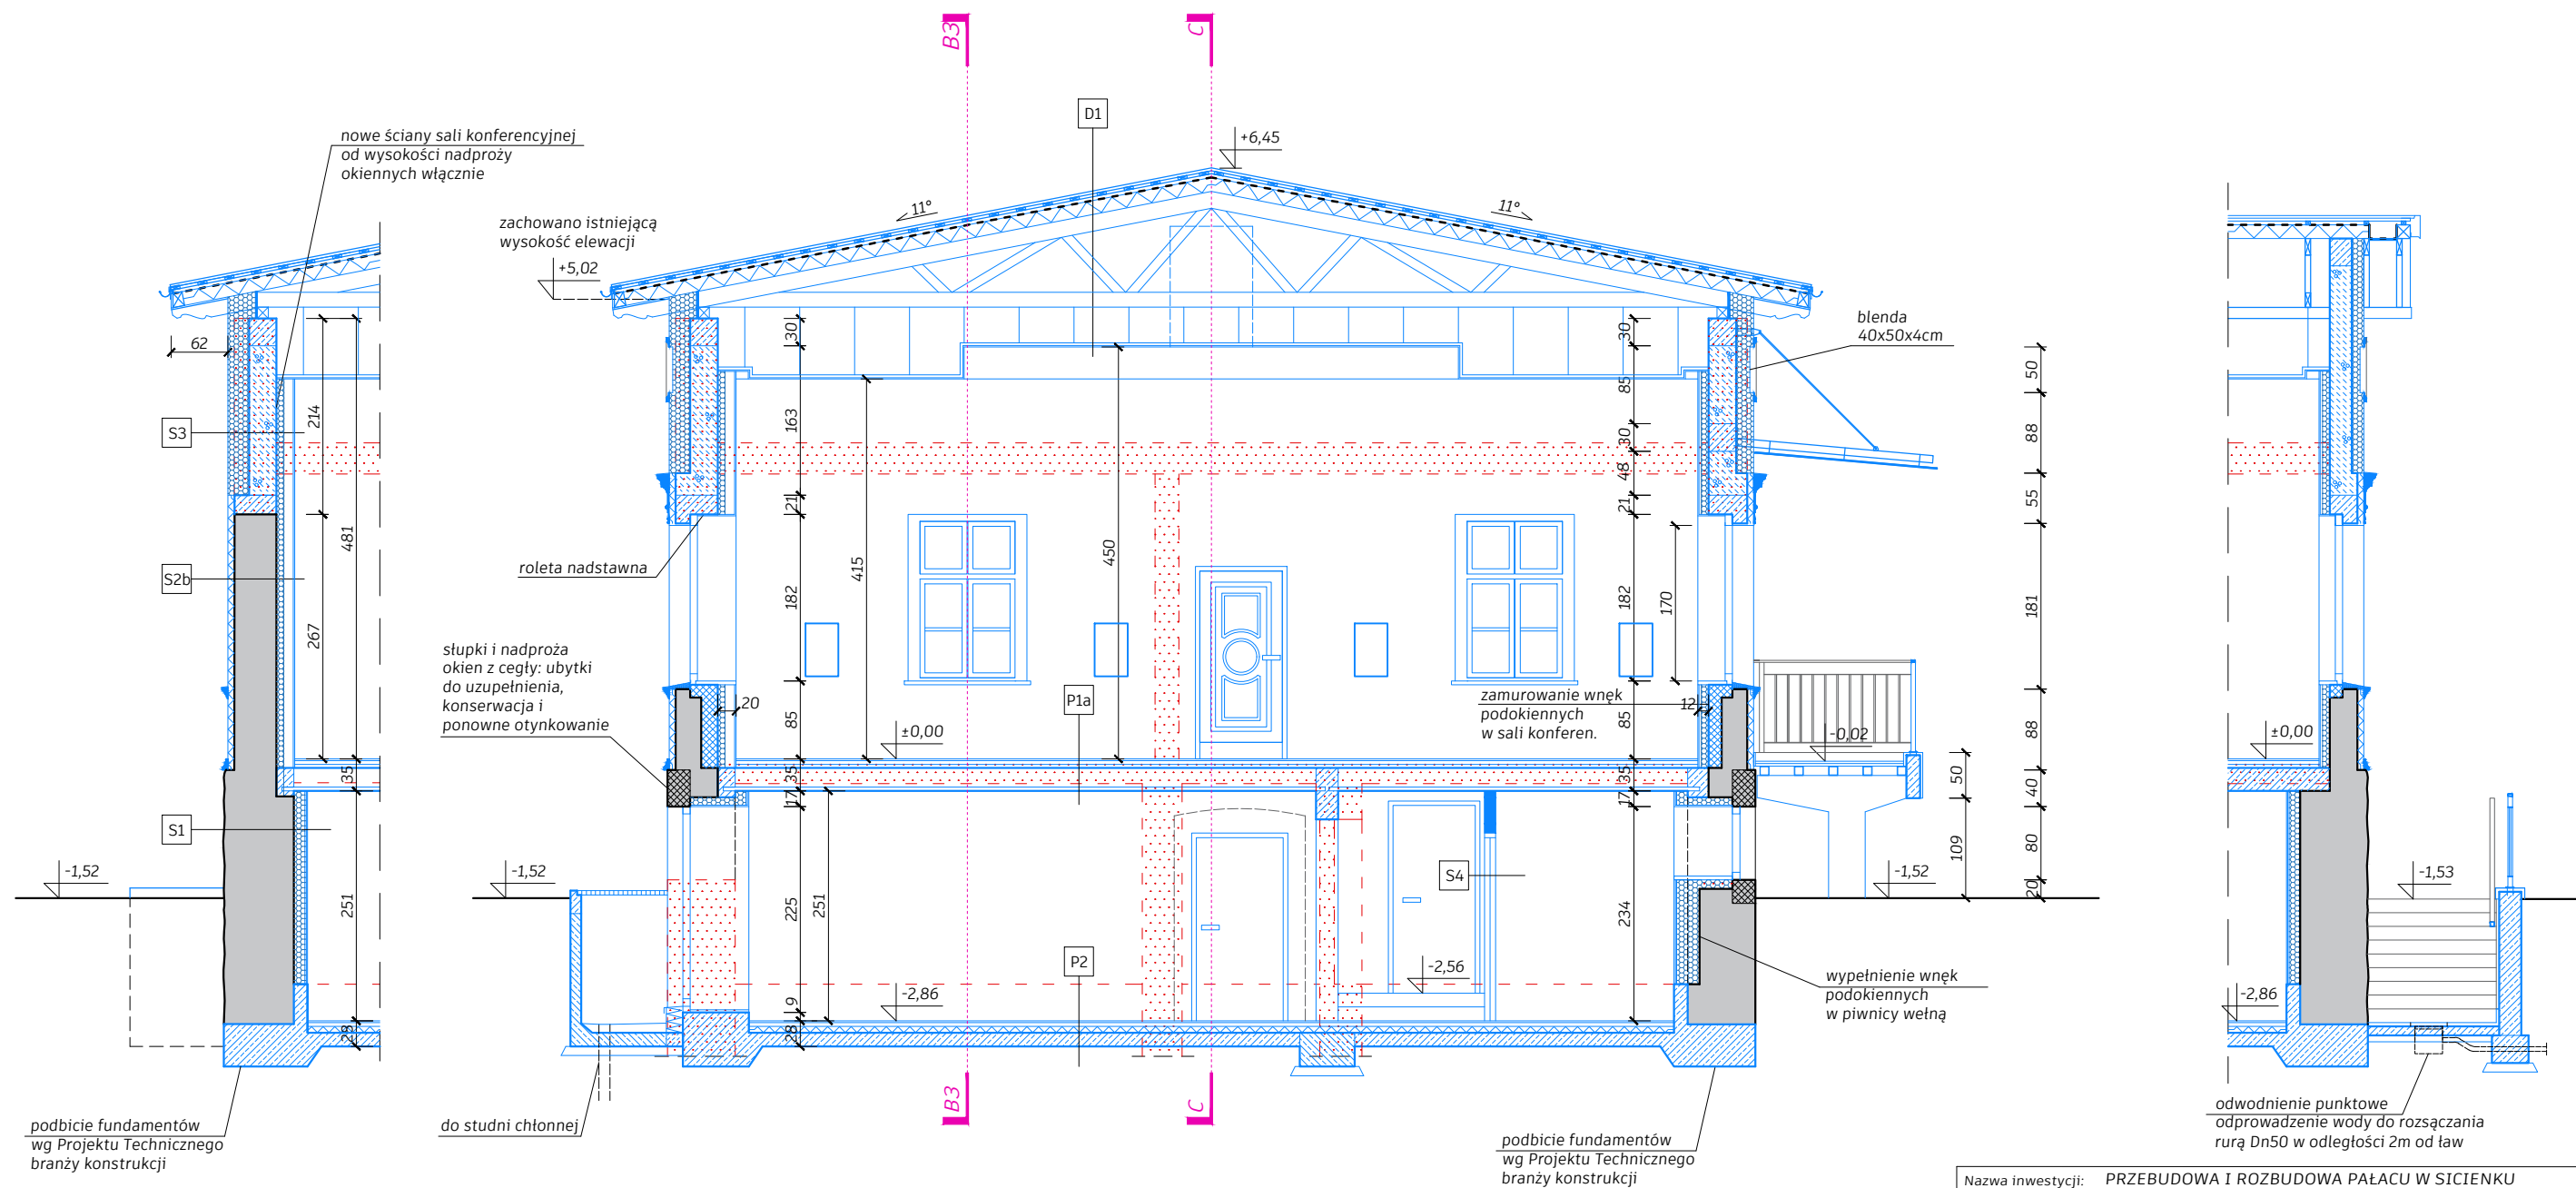 B3
C
D1
+6,45
nowe ściany sali konferencyjnej
od wysokości nadproży
okiennych włącznie
zachowano istniejącą
wysokość elewacji
+5,02
11°
11°
blenda
40x50x4cm
62
S3
S2b
S1
214
481
267
35
251
28
-1,52
podbicie fundamentów
wg Projektu Technicznego
branży konstrukcji
roleta nadstawna
słupki i nadproża
okien z cegły: ubytki
do uzupełnienia,
konserwacja i
ponowne otynkowanie
-1,52
do studni chłonnej
30
163
21
182
85
35
17
225
251
9
28
20
415
450
±0,00
P1a
P2
-2,86
-2,56
S4
zamurowanie wnęk
podokiennych
w sali konferen.
12
30
85
30
48
21
182
170
85
35
17
234
-0,02
50
109
-1,52
wypełnienie wnęk
podokiennych
w piwnicy wełną
podbicie fundamentów
wg Projektu Technicznego
branży konstrukcji
B3
C
50
88
55
181
88
40
80
20
±0,00
-1,53
-2,86
odwodnienie punktowe
odprowadzenie wody do rozsączania
rurą Dn50 w odległości 2m od ław
Nazwa inwestycji: PRZEBUDOWA I ROZBUDOWA PAŁACU W SICIENKU